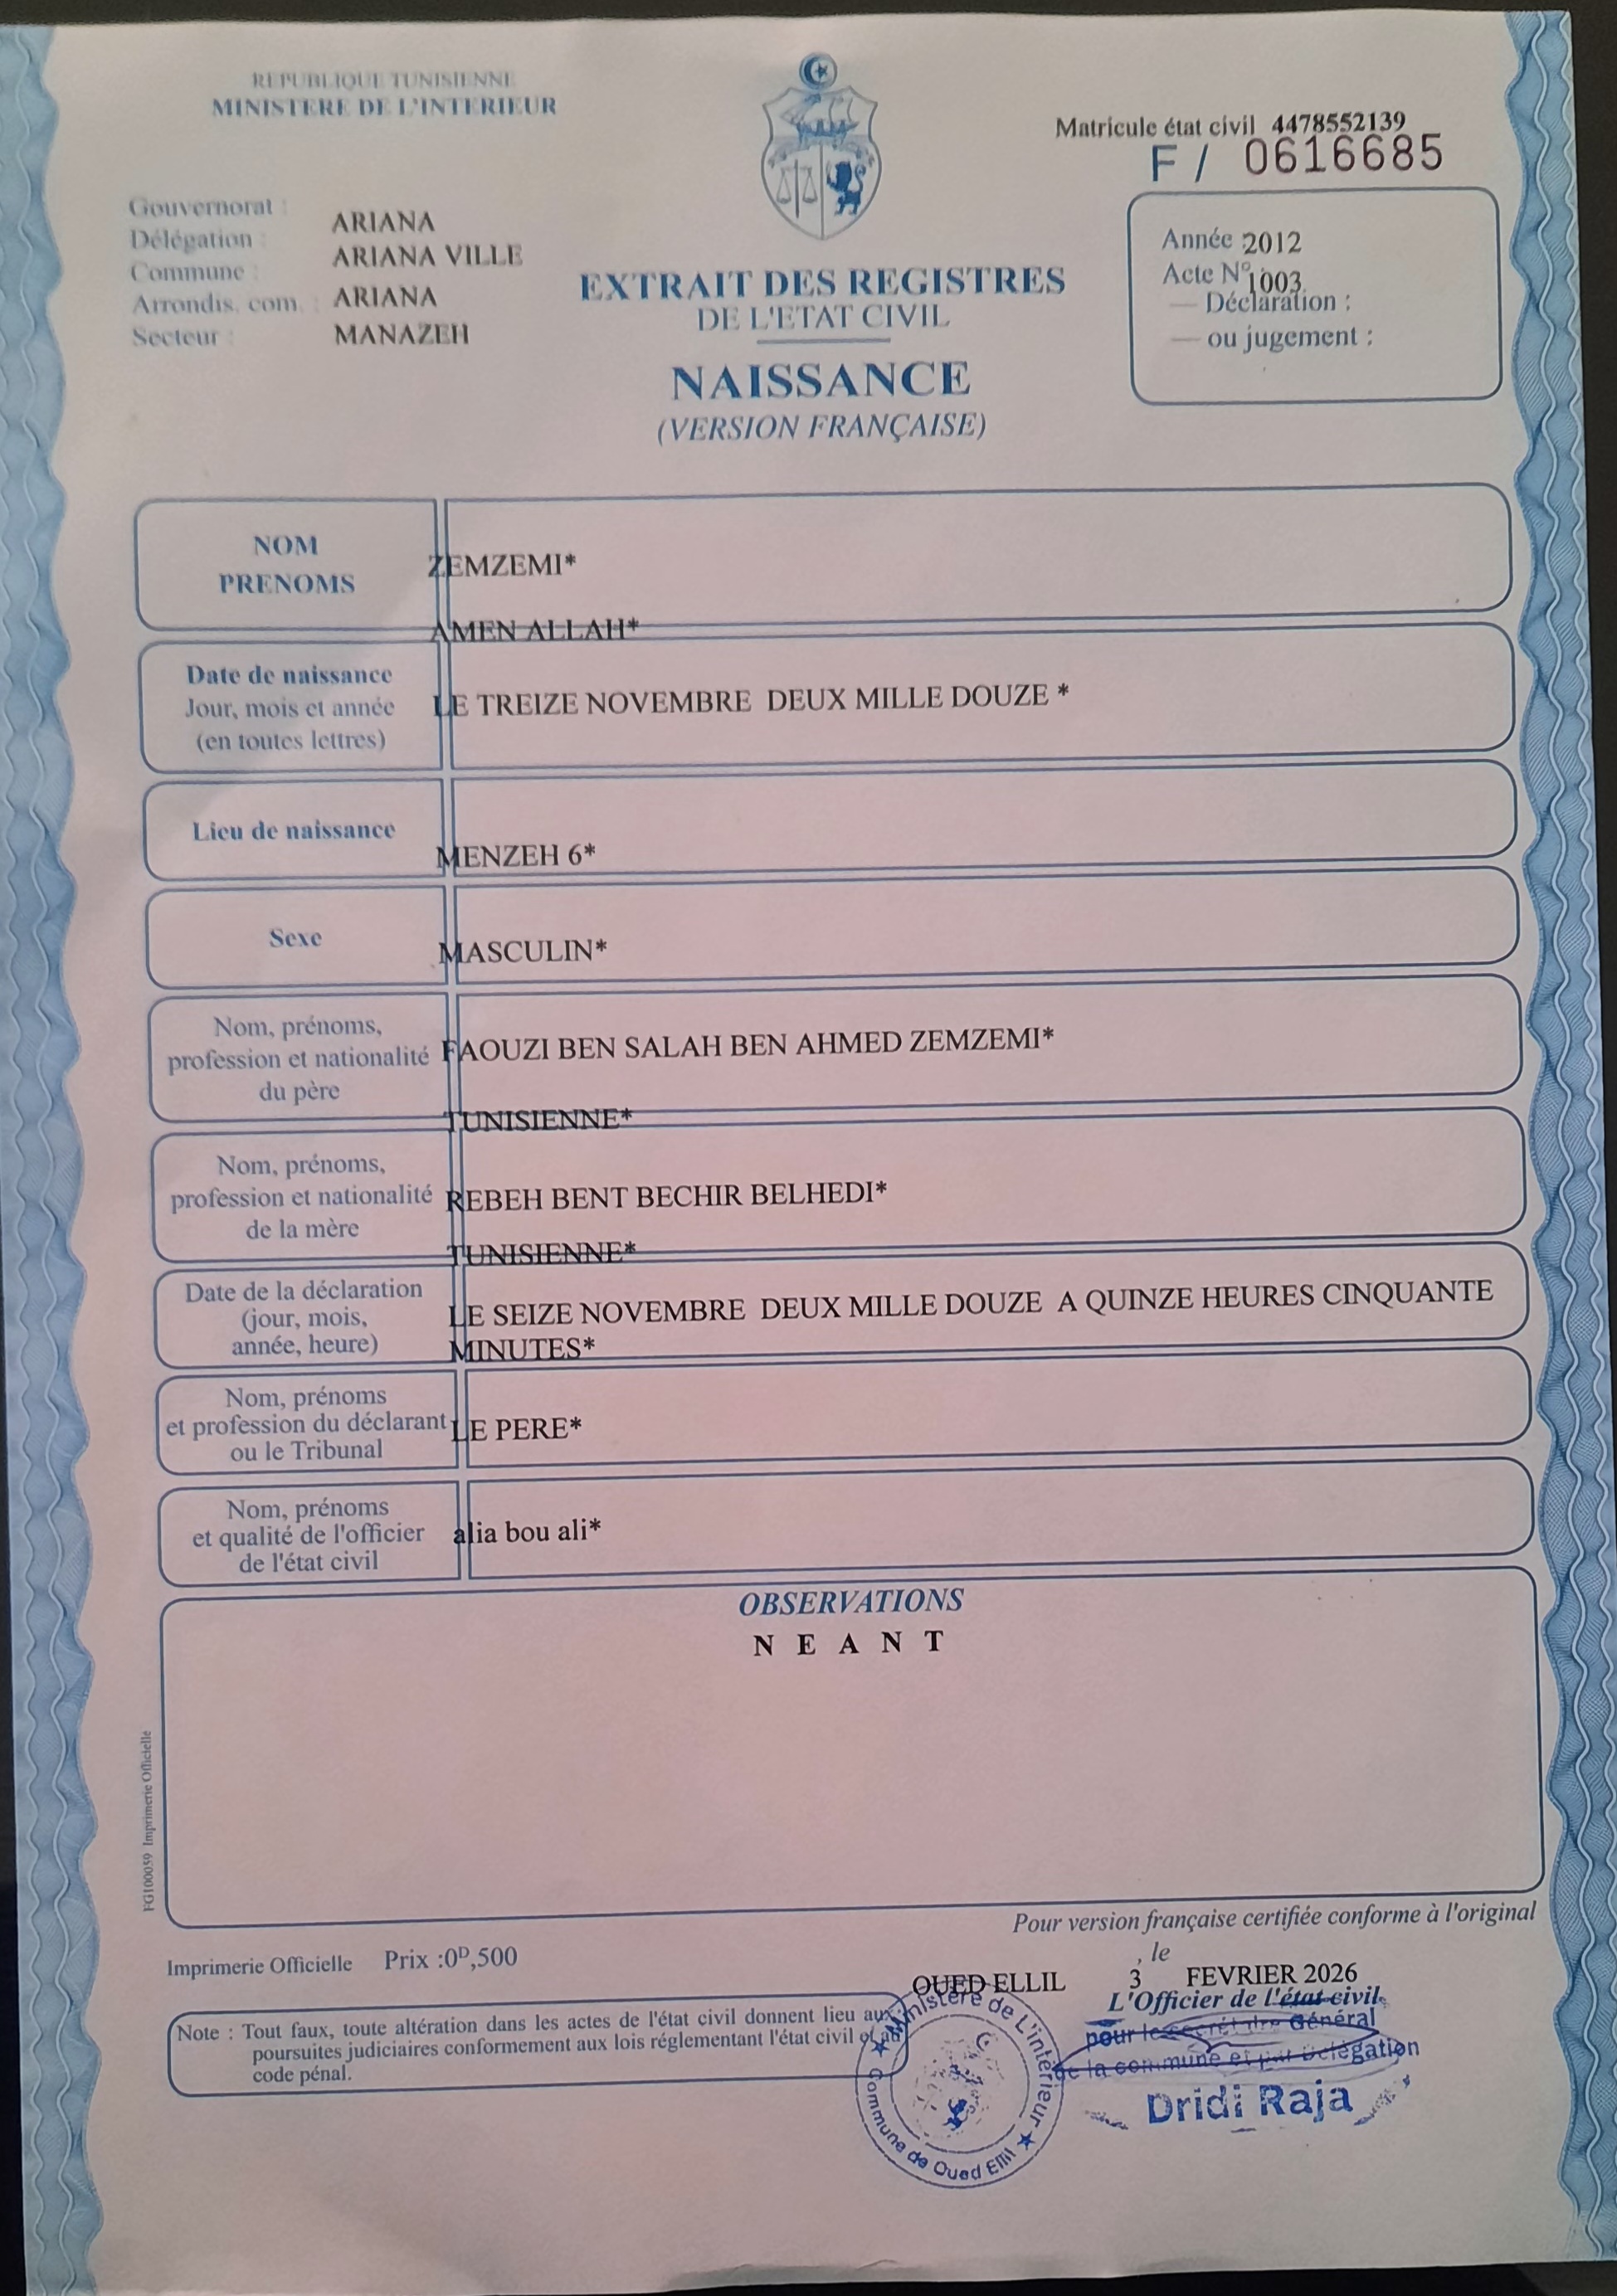 REPUBLIQUE TUNISIENNE
MINISTERE DE L'INTERIEUR
Matricule état civil 4478552139
F / 0616685
Gouvernorat : ARIANA
Délégation : ARIANA VILLE
Commune :
Arrondis. com. : ARIANA
Secteur : MANAZEH
Année 2012
Acte N° 1003
— Déclaration :
— ou jugement :
EXTRAIT DES REGISTRES
DE L'ETAT CIVIL
NAISSANCE
(VERSION FRANÇAISE)
NOM
PRENOMS
ZEMZEMI*
AMEN ALLAH*
Date de naissance
Jour, mois et année
(en toutes lettres)
LE TREIZE NOVEMBRE DEUX MILLE DOUZE *
Lieu de naissance
MENZEH 6*
Sexe
MASCULIN*
Nom, prénoms,
profession et nationalité
du père
FAOUZI BEN SALAH BEN AHMED ZEMZEMI*
TUNISIENNE*
Nom, prénoms,
profession et nationalité
de la mère
REBEH BENT BECHIR BELHEDI*
TUNISIENNE*
Date de la déclaration
(jour, mois,
année, heure)
LE SEIZE NOVEMBRE DEUX MILLE DOUZE A QUINZE HEURES CINQUANTE
MINUTES*
Nom, prénoms
et profession du déclarant
ou le Tribunal
LE PERE*
Nom, prénoms
et qualité de l'officier
de l'état civil
alia bou ali*
OBSERVATIONS
N E A N T
FG100059 Imprimerie Officielle
Pour version française certifiée conforme à l'original
Imprimerie Officielle Prix :0D,500
, le
OUED ELLIL 3 FEVRIER 2026
L'Officier de l'état civil
pour le secrétaire Général
de la commune et par Délégation
Dridi Raja
Note : Tout faux, toute altération dans les actes de l'état civil donnent lieu aux
poursuites judiciaires conformement aux lois réglementant l'état civil et au
code pénal.
Ministère de L'intérieur
Commune de Oued Ellil